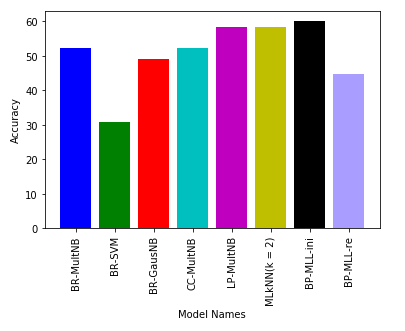 60
50
40
30
20
10
0
Accuracy
BR-MultNB
BR-SVM
BR-GausNB
CC-MultNB
LP-MultNB
MLkNN(k = 2)
BP-MLL-ini
BP-MLL-re
Model Names